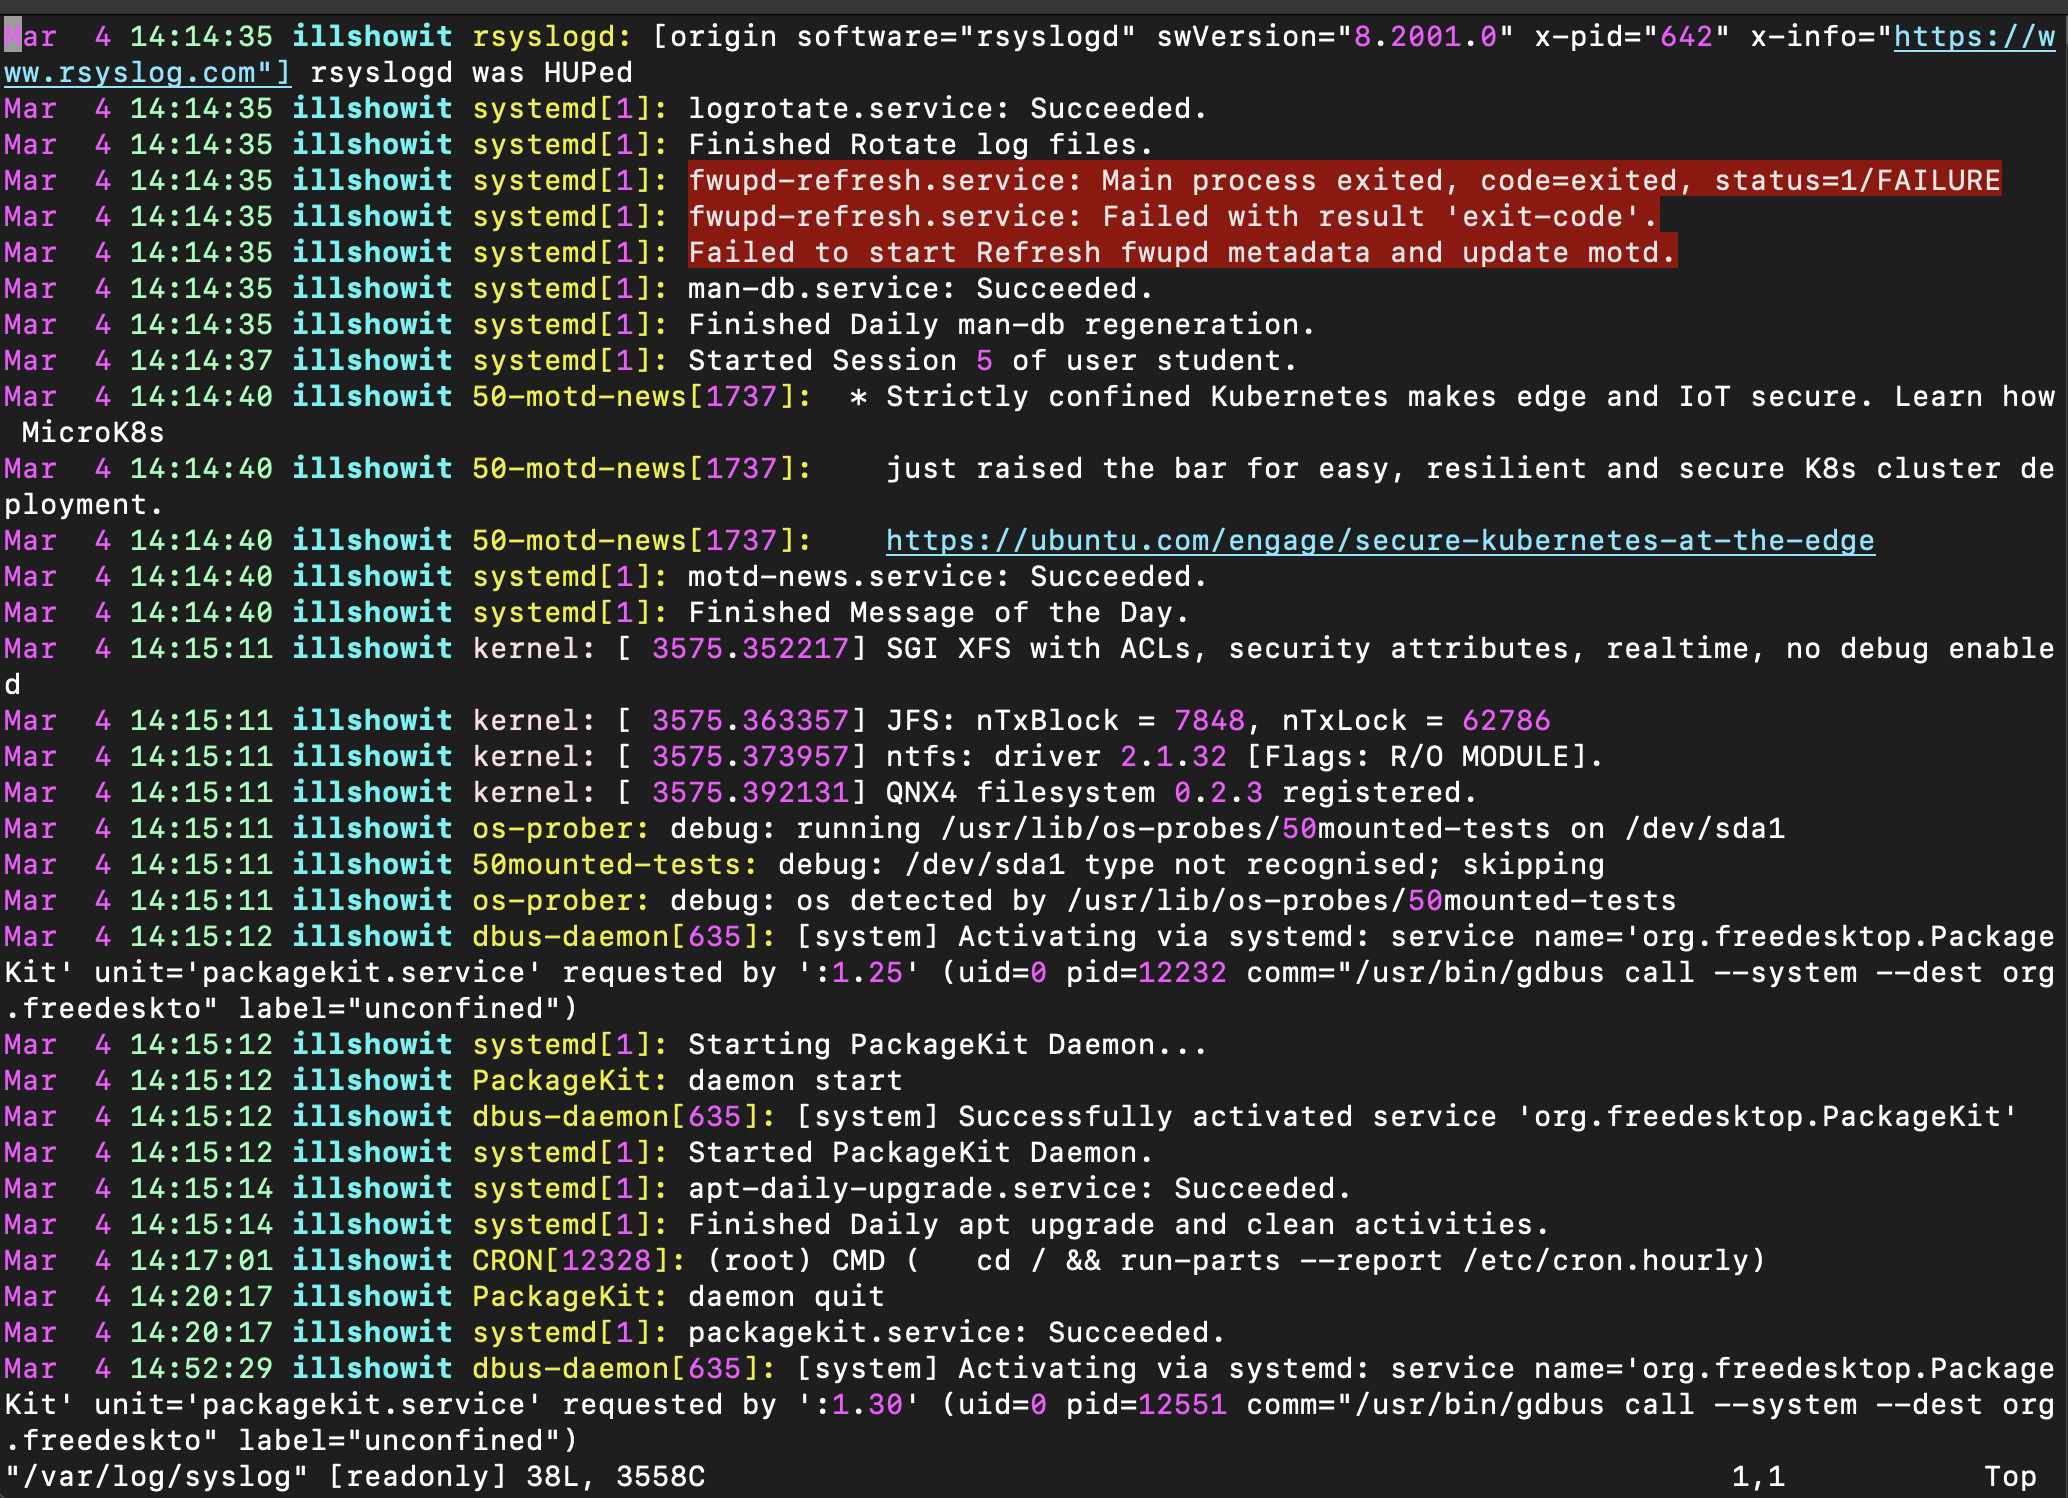 Mar  4 14:14:35 illshowit rsyslogd: [origin software="rsyslogd" swVersion="8.2001.0" x-pid="642" x-info="https://w
ww.rsyslog.com"] rsyslogd was HUPed
Mar  4 14:14:35 illshowit systemd[1]: logrotate.service: Succeeded.
Mar  4 14:14:35 illshowit systemd[1]: Finished Rotate log files.
Mar  4 14:14:35 illshowit systemd[1]: fwupd-refresh.service: Main process exited, code=exited, status=1/FAILURE
Mar  4 14:14:35 illshowit systemd[1]: fwupd-refresh.service: Failed with result 'exit-code'.
Mar  4 14:14:35 illshowit systemd[1]: Failed to start Refresh fwupd metadata and update motd.
Mar  4 14:14:35 illshowit systemd[1]: man-db.service: Succeeded.
Mar  4 14:14:35 illshowit systemd[1]: Finished Daily man-db regeneration.
Mar  4 14:14:37 illshowit systemd[1]: Started Session 5 of user student.
Mar  4 14:14:40 illshowit 50-motd-news[1737]:  * Strictly confined Kubernetes makes edge and IoT secure. Learn how
 MicroK8s
Mar  4 14:14:40 illshowit 50-motd-news[1737]:    just raised the bar for easy, resilient and secure K8s cluster de
ployment.
Mar  4 14:14:40 illshowit 50-motd-news[1737]:    https://ubuntu.com/engage/secure-kubernetes-at-the-edge
Mar  4 14:14:40 illshowit systemd[1]: motd-news.service: Succeeded.
Mar  4 14:14:40 illshowit systemd[1]: Finished Message of the Day.
Mar  4 14:15:11 illshowit kernel: [ 3575.352217] SGI XFS with ACLs, security attributes, realtime, no debug enable
d
Mar  4 14:15:11 illshowit kernel: [ 3575.363357] JFS: nTxBlock = 7848, nTxLock = 62786
Mar  4 14:15:11 illshowit kernel: [ 3575.373957] ntfs: driver 2.1.32 [Flags: R/O MODULE].
Mar  4 14:15:11 illshowit kernel: [ 3575.392131] QNX4 filesystem 0.2.3 registered.
Mar  4 14:15:11 illshowit os-prober: debug: running /usr/lib/os-probes/50mounted-tests on /dev/sda1
Mar  4 14:15:11 illshowit 50mounted-tests: debug: /dev/sda1 type not recognised; skipping
Mar  4 14:15:11 illshowit os-prober: debug: os detected by /usr/lib/os-probes/50mounted-tests
Mar  4 14:15:12 illshowit dbus-daemon[635]: [system] Activating via systemd: service name='org.freedesktop.Package
Kit' unit='packagekit.service' requested by ':1.25' (uid=0 pid=12232 comm="/usr/bin/gdbus call --system --dest org
.freedeskto" label="unconfined")
Mar  4 14:15:12 illshowit systemd[1]: Starting PackageKit Daemon...
Mar  4 14:15:12 illshowit PackageKit: daemon start
Mar  4 14:15:12 illshowit dbus-daemon[635]: [system] Successfully activated service 'org.freedesktop.PackageKit'
Mar  4 14:15:12 illshowit systemd[1]: Started PackageKit Daemon.
Mar  4 14:15:14 illshowit systemd[1]: apt-daily-upgrade.service: Succeeded.
Mar  4 14:15:14 illshowit systemd[1]: Finished Daily apt upgrade and clean activities.
Mar  4 14:17:01 illshowit CRON[12328]: (root) CMD (   cd / && run-parts --report /etc/cron.hourly)
Mar  4 14:20:17 illshowit PackageKit: daemon quit
Mar  4 14:20:17 illshowit systemd[1]: packagekit.service: Succeeded.
Mar  4 14:52:29 illshowit dbus-daemon[635]: [system] Activating via systemd: service name='org.freedesktop.Package
Kit' unit='packagekit.service' requested by ':1.30' (uid=0 pid=12551 comm="/usr/bin/gdbus call --system --dest org
.freedeskto" label="unconfined")
"/var/log/syslog" [readonly] 38L, 3558C 1,1 Top